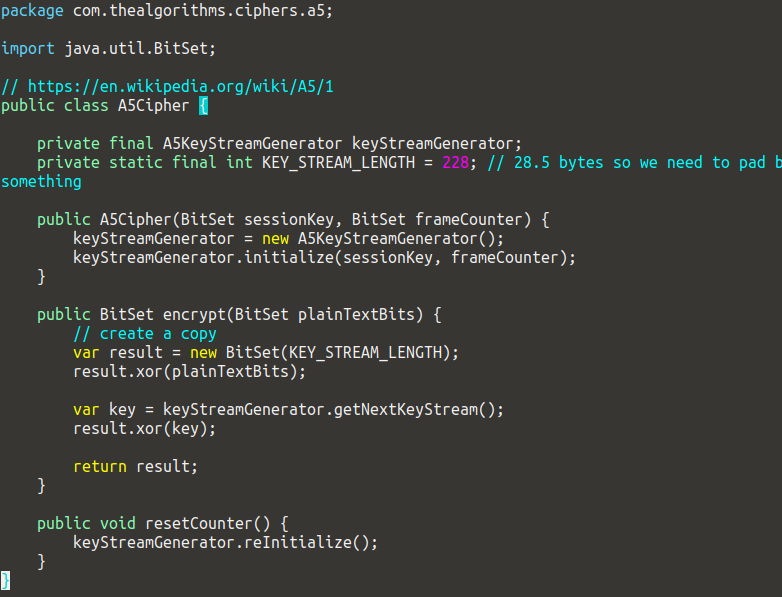 package com.thealgorithms.ciphers.a5;
import java.util.BitSet;
// https://en.wikipedia.org/wiki/A5/1
public class A5Cipher {
private final A5KeyStreamGenerator keyStreamGenerator;
private static final int KEY_STREAM_LENGTH = 228; // 28.5 bytes so we need to pad b
something
public A5Cipher(BitSet sessionKey, BitSet frameCounter) {
keyStreamGenerator = new A5KeyStreamGenerator();
keyStreamGenerator.initialize(sessionKey, frameCounter);
}
public BitSet encrypt(BitSet plainTextBits) {
// create a copy
var result = new BitSet(KEY_STREAM_LENGTH);
result.xor(plainTextBits);
var key = keyStreamGenerator.getNextKeyStream();
result.xor(key);
return result;
}
public void resetCounter() {
keyStreamGenerator.reInitialize();
}
}